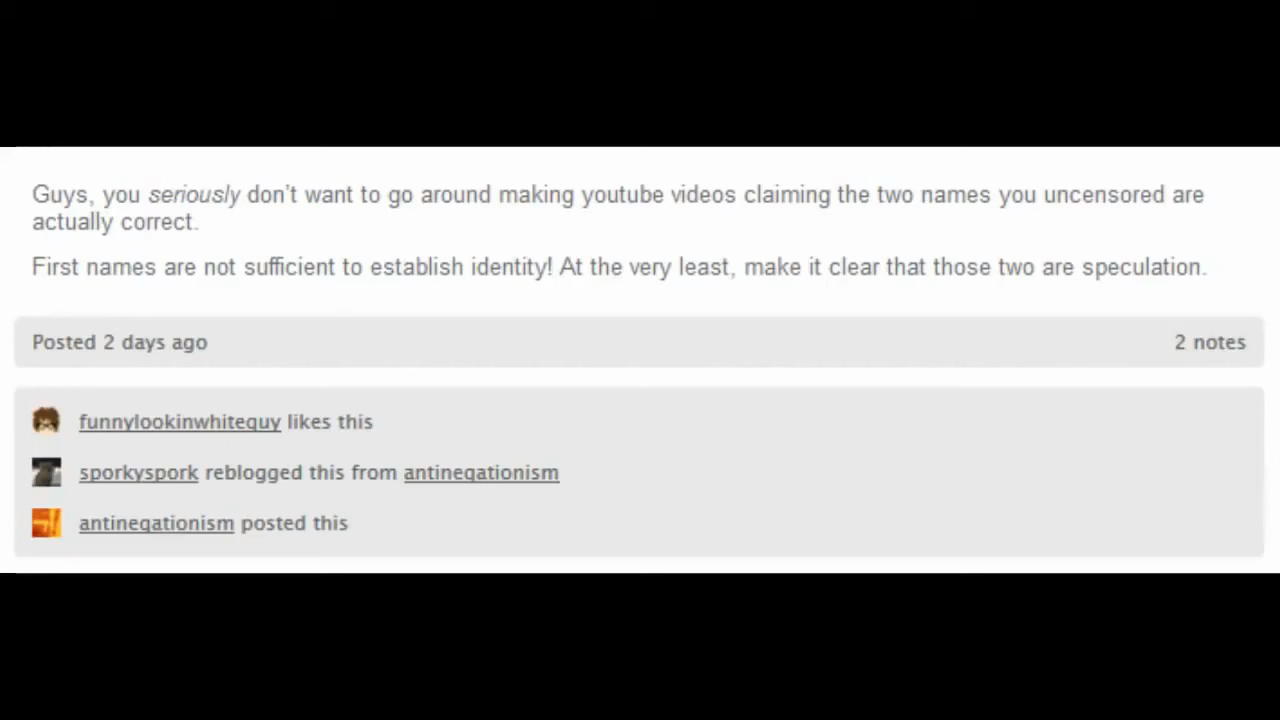 Guys, you seriously don't want to go around making youtube videos claiming the two names you uncensored are
actually correct.
First names are not sufficient to establish identity! At the very least, make it clear that those two are speculation.
Posted 2 days ago
2 notes
funnylookinwhiteguy likes this
sporkyspork reblogged this from antinegationism
antinegationism posted this